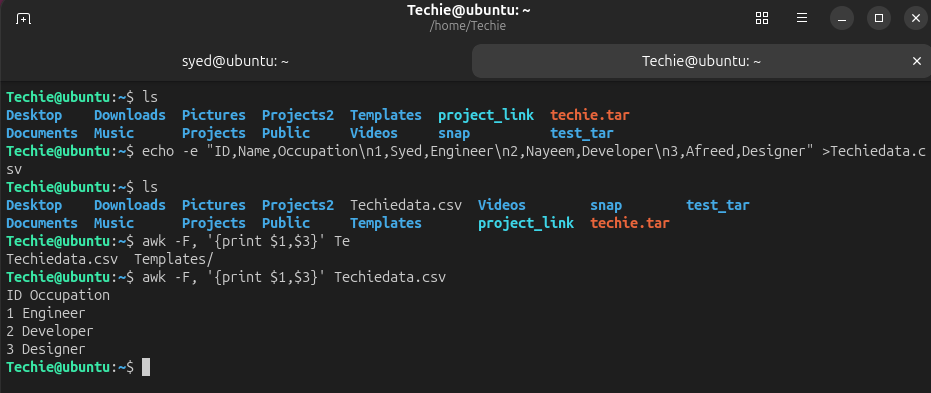 Techie@ubuntu: ~
/home/Techie
syed@ubuntu: ~ Techie@ubuntu: ~
Techie@ubuntu:~$ ls
Desktop Downloads Pictures Projects2 Templates project_link techie.tar
Documents Music Projects Public Videos snap test_tar
Techie@ubuntu:~$ echo -e "ID,Name,Occupation\n1,Syed,Engineer\n2,Nayeem,Developer\n3,Afreed,Designer" >Techiedata.c
sv
Techie@ubuntu:~$ ls
Desktop Downloads Pictures Projects2 Techiedata.csv Videos snap test_tar
Documents Music Projects Public Templates project_link techie.tar
Techie@ubuntu:~$ awk -F, '{print $1,$3}' Te
Techiedata.csv Templates/
Techie@ubuntu:~$ awk -F, '{print $1,$3}' Techiedata.csv
ID Occupation
1 Engineer
2 Developer
3 Designer
Techie@ubuntu:~$